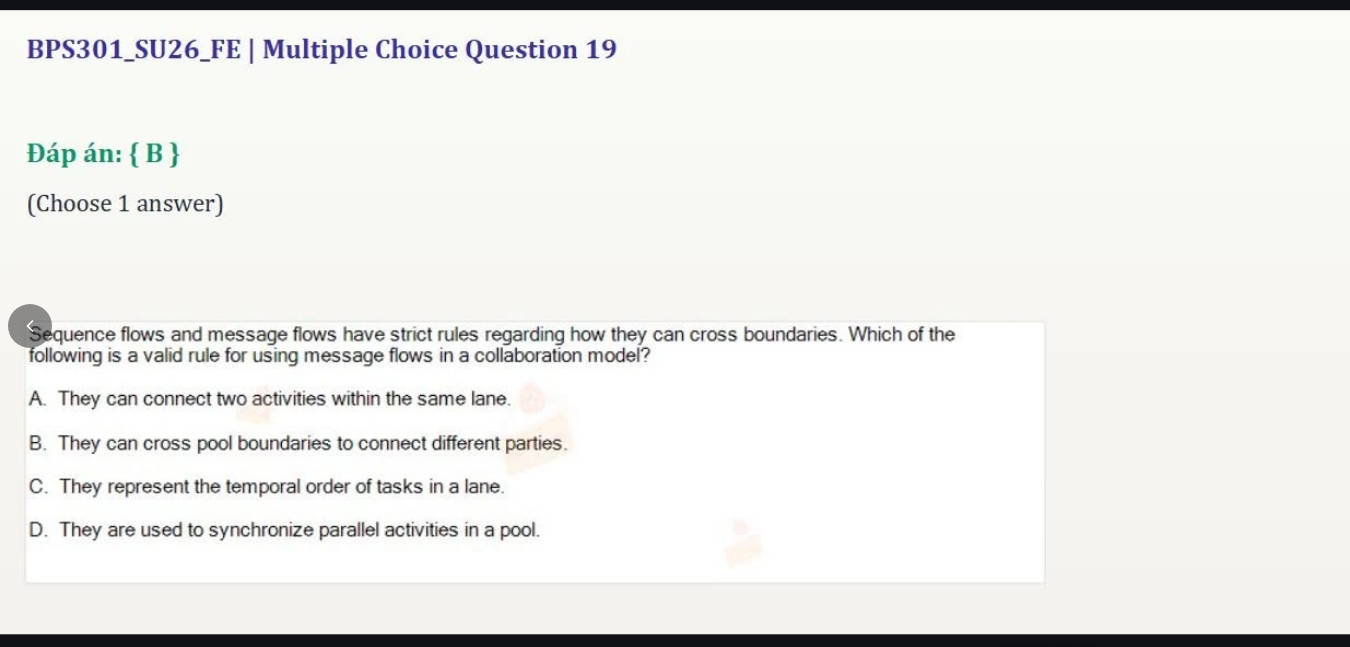 BPS301_SU26_FE | Multiple Choice Question 19
Đáp án: { B }
(Choose 1 answer)
Sequence flows and message flows have strict rules regarding how they can cross boundaries. Which of the
following is a valid rule for using message flows in a collaboration model?
A. They can connect two activities within the same lane.
B. They can cross pool boundaries to connect different parties.
C. They represent the temporal order of tasks in a lane.
D. They are used to synchronize parallel activities in a pool.